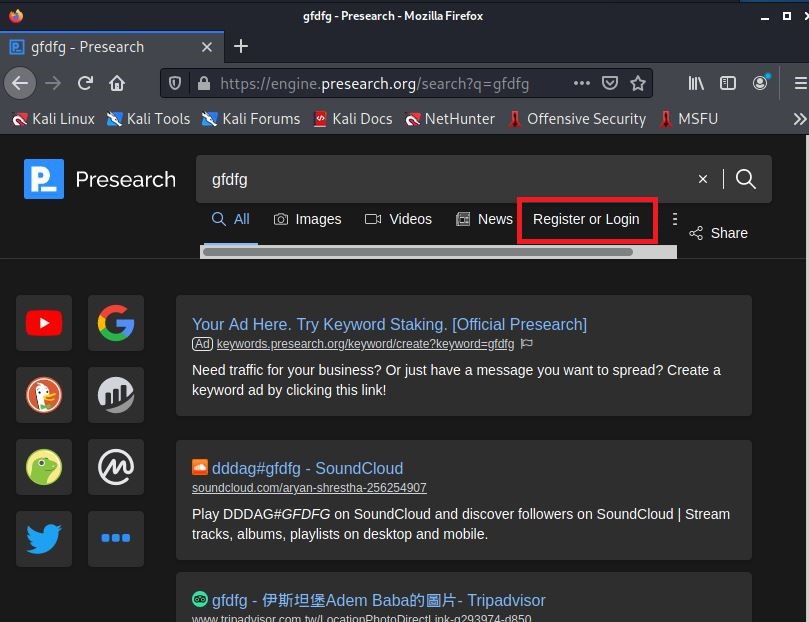 gfdfg - Presearch - Mozilla Firefox
gfdfg - Presearch
https://engine.presearch.org/search?q=gfdfg
Kali Linux Kali Tools Kali Forums Kali Docs NetHunter Offensive Security MSFU
Presearch
gfdfg
All Images Videos News Register or Login
Share
Your Ad Here. Try Keyword Staking. [Official Presearch]
Ad keywords.presearch.org/keyword/create?keyword=gfdfg
Need traffic for your business? Or just have a message you want to spread? Create a
keyword ad by clicking this link!
dddag#gfdfg - SoundCloud
soundcloud.com/aryan-shrestha-256254907
Play DDDAG#GFDFG on SoundCloud and discover followers on SoundCloud | Stream
tracks, albums, playlists on desktop and mobile.
gfdfg - 伊斯坦堡Adem Baba的圖片- Tripadvisor
www.tripadvisor.com.tw/LocationPhotoDirectLink-g293974-d850